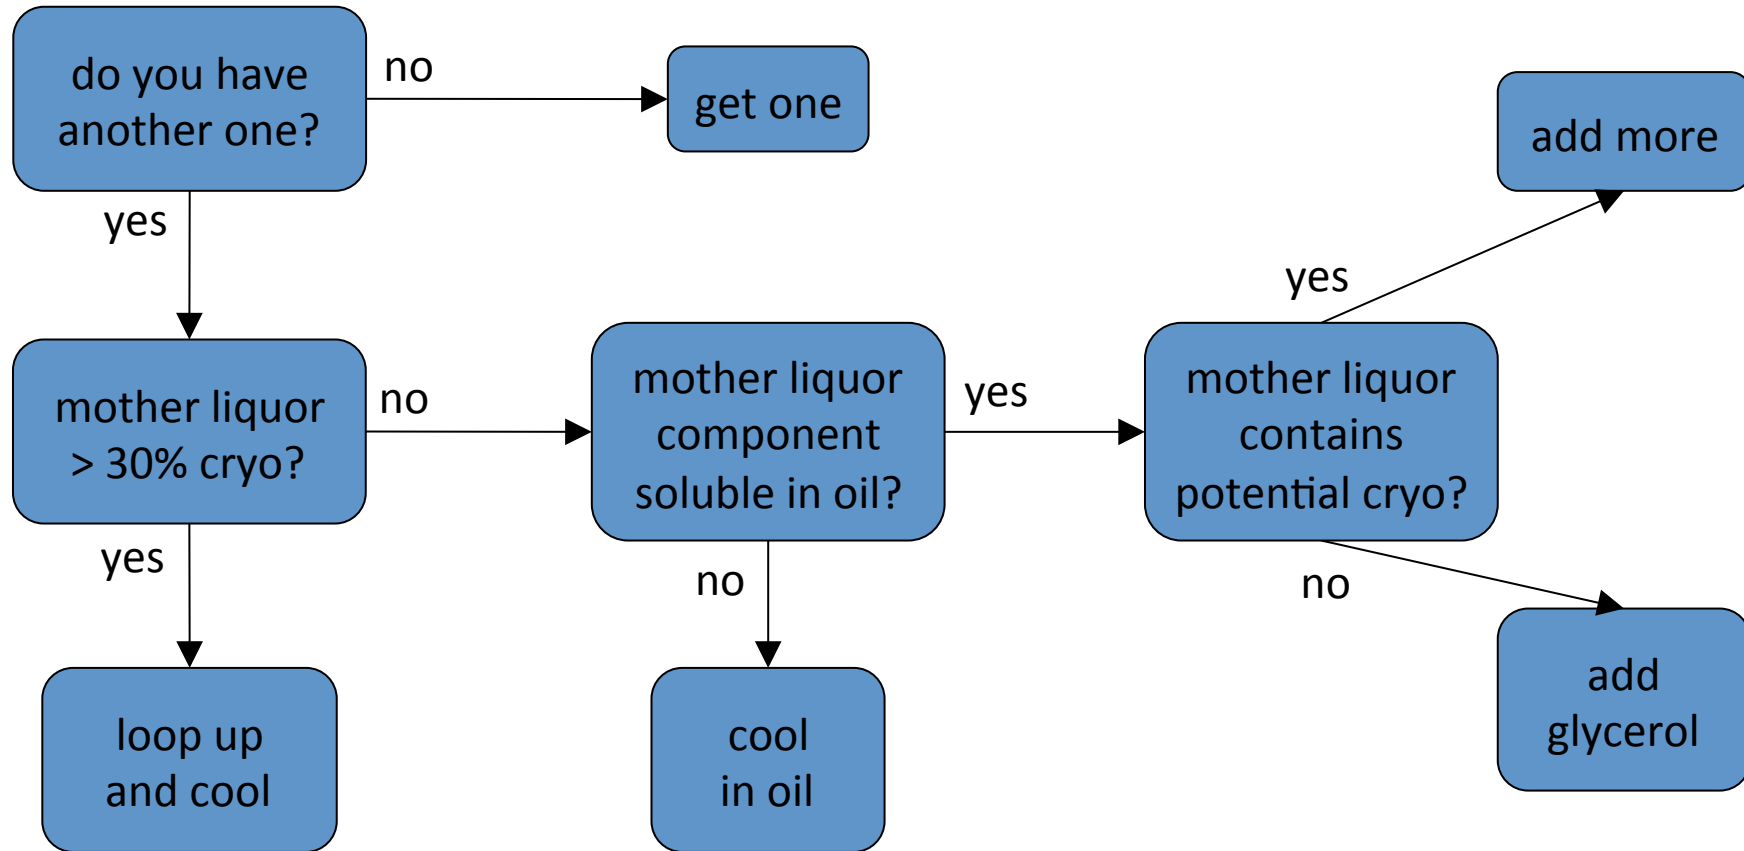 do you have
another one?
no
get one
add more
yes
yes
mother liquor
> 30% cryo?
no
mother liquor
component
soluble in oil?
yes
mother liquor
contains
potential cryo?
yes
no
no
loop up
and cool
cool
in oil
add
glycerol